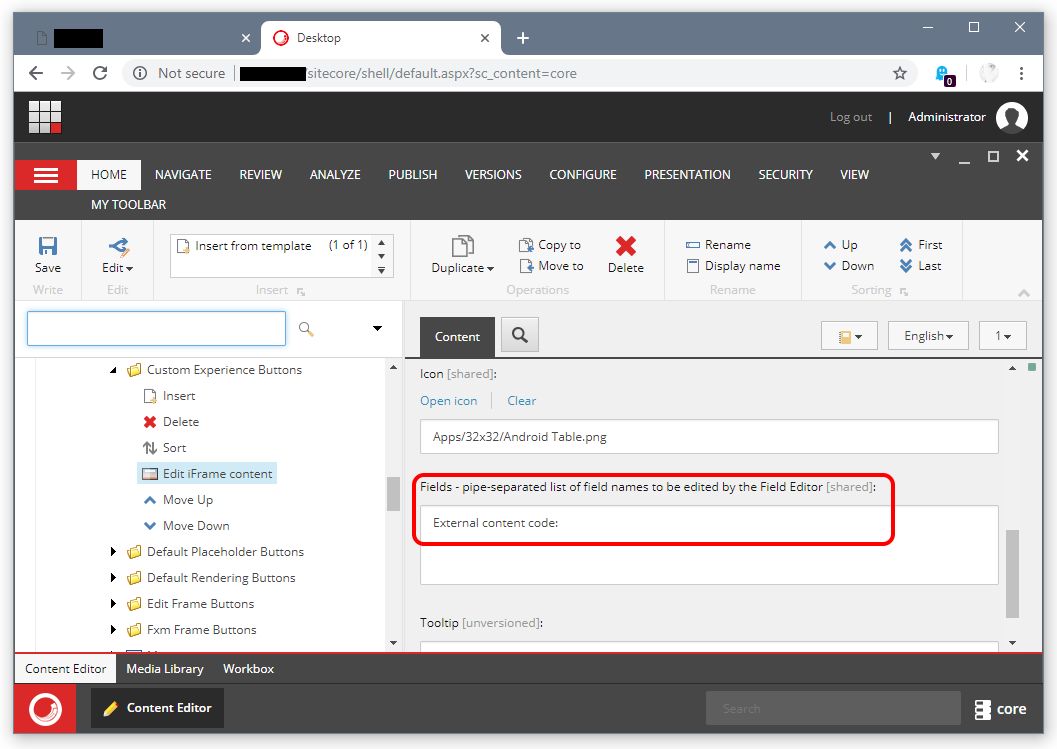 Desktop
Not secure
sitecore/shell/default.aspx?sc_content=core
0
Log out | Administrator
HOME NAVIGATE REVIEW ANALYZE PUBLISH VERSIONS CONFIGURE PRESENTATION SECURITY VIEW
MY TOOLBAR
Save
Write
Edit
Edit
Insert from template (1 of 1)
Insert
Duplicate
Copy to
Move to
Delete
Operations
Rename
Display name
Rename
Up
Down
First
Last
Sorting
Content
English
1
Custom Experience Buttons
Insert
Delete
Sort
Edit iFrame content
Move Up
Move Down
Default Placeholder Buttons
Default Rendering Buttons
Edit Frame Buttons
Fxm Frame Buttons
Icon [shared]:
Open icon
Clear
Apps/32x32/Android Table.png
Fields - pipe-separated list of field names to be edited by the Field Editor [shared]:
External content code:
Tooltip [unversioned]:
Content Editor Media Library Workbox
Content Editor
Search
core